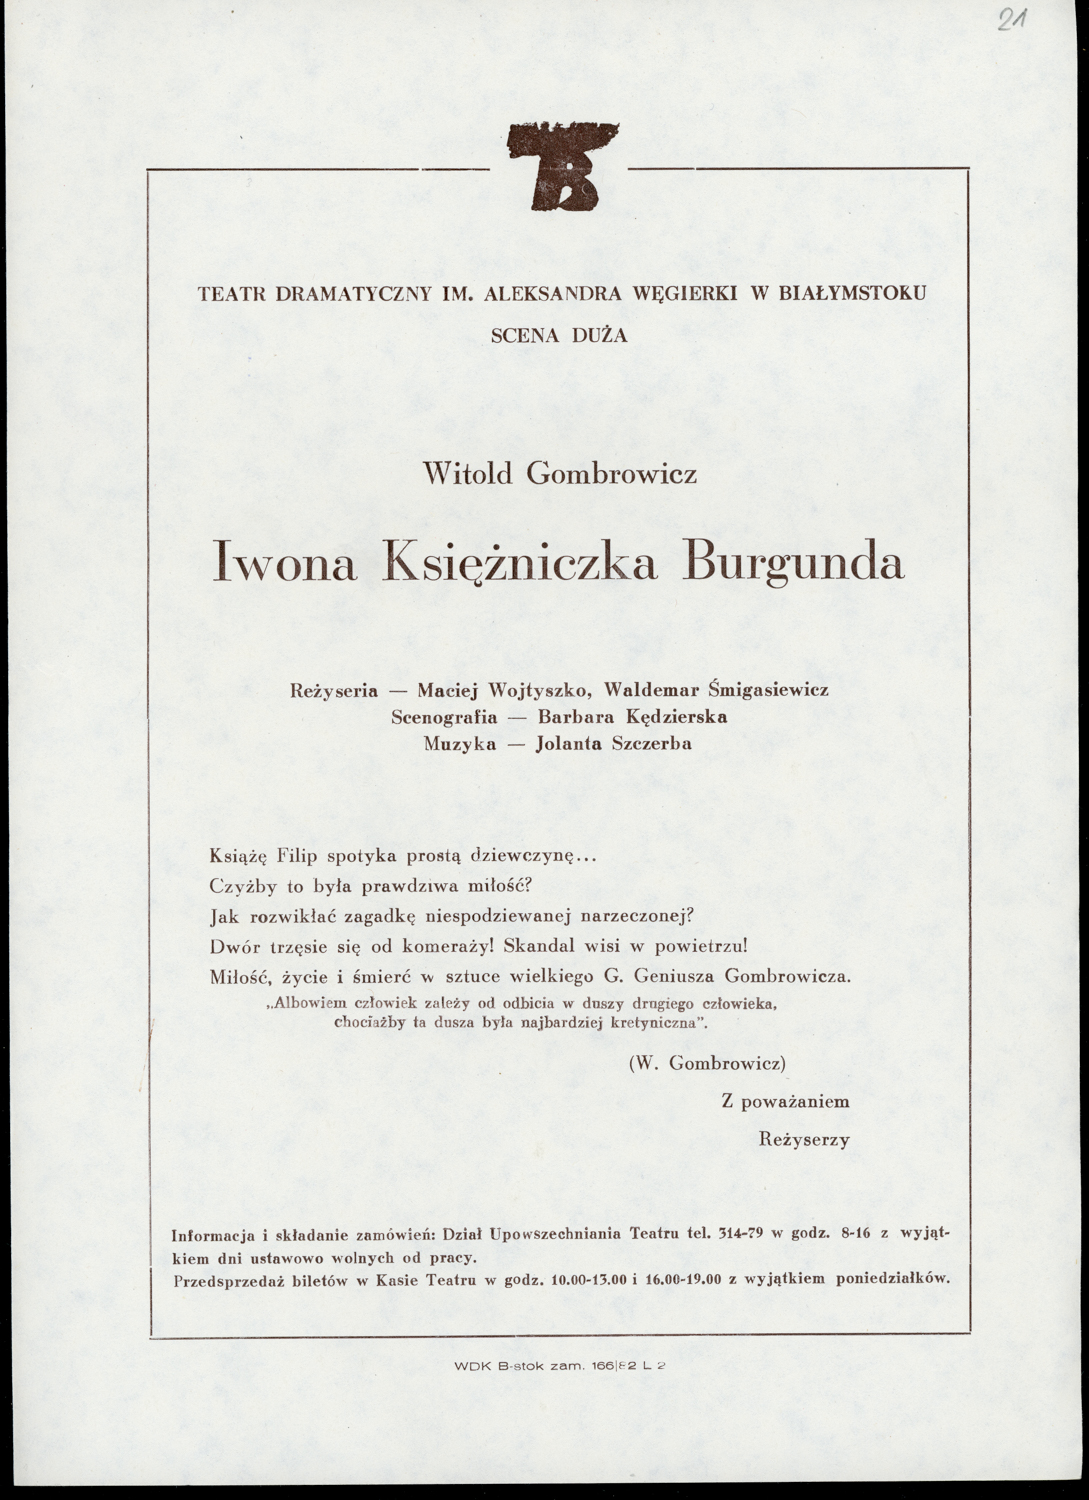 21
TB
TEATR DRAMATYCZNY IM. ALEKSANDRA WĘGIERKI W BIAŁYMSTOKU
SCENA DUŻA
Witold Gombrowicz
Iwona Księżniczka Burgunda
Reżyseria — Maciej Wojtyszko, Waldemar Śmigasiewicz
Scenografia — Barbara Kędzierska
Muzyka — Jolanta Szczerba
Książę Filip spotyka prostą dziewczynę...
Czyżby to była prawdziwa miłość?
Jak rozwikłać zagadkę niespodziewanej narzeczonej?
Dwór trzęsie się od komeraży! Skandal wisi w powietrzu!
Miłość, życie i śmierć w sztuce wielkiego G. Geniusza Gombrowicza.
„Albowiem człowiek zależy od odbicia w duszy drugiego człowieka,
chociażby ta dusza była najbardziej kretyniczna”.
(W. Gombrowicz)
Z poważaniem
Reżyserzy
Informacja i składanie zamówień: Dział Upowszechniania Teatru tel. 314-79 w godz. 8-16 z wyjąt-
kiem dni ustawowo wolnych od pracy.
Przedsprzedaż biletów w Kasie Teatru w godz. 10.00-13.00 i 16.00-19.00 z wyjątkiem poniedziałków.
WDK B-stok zam. 166|82 L 2